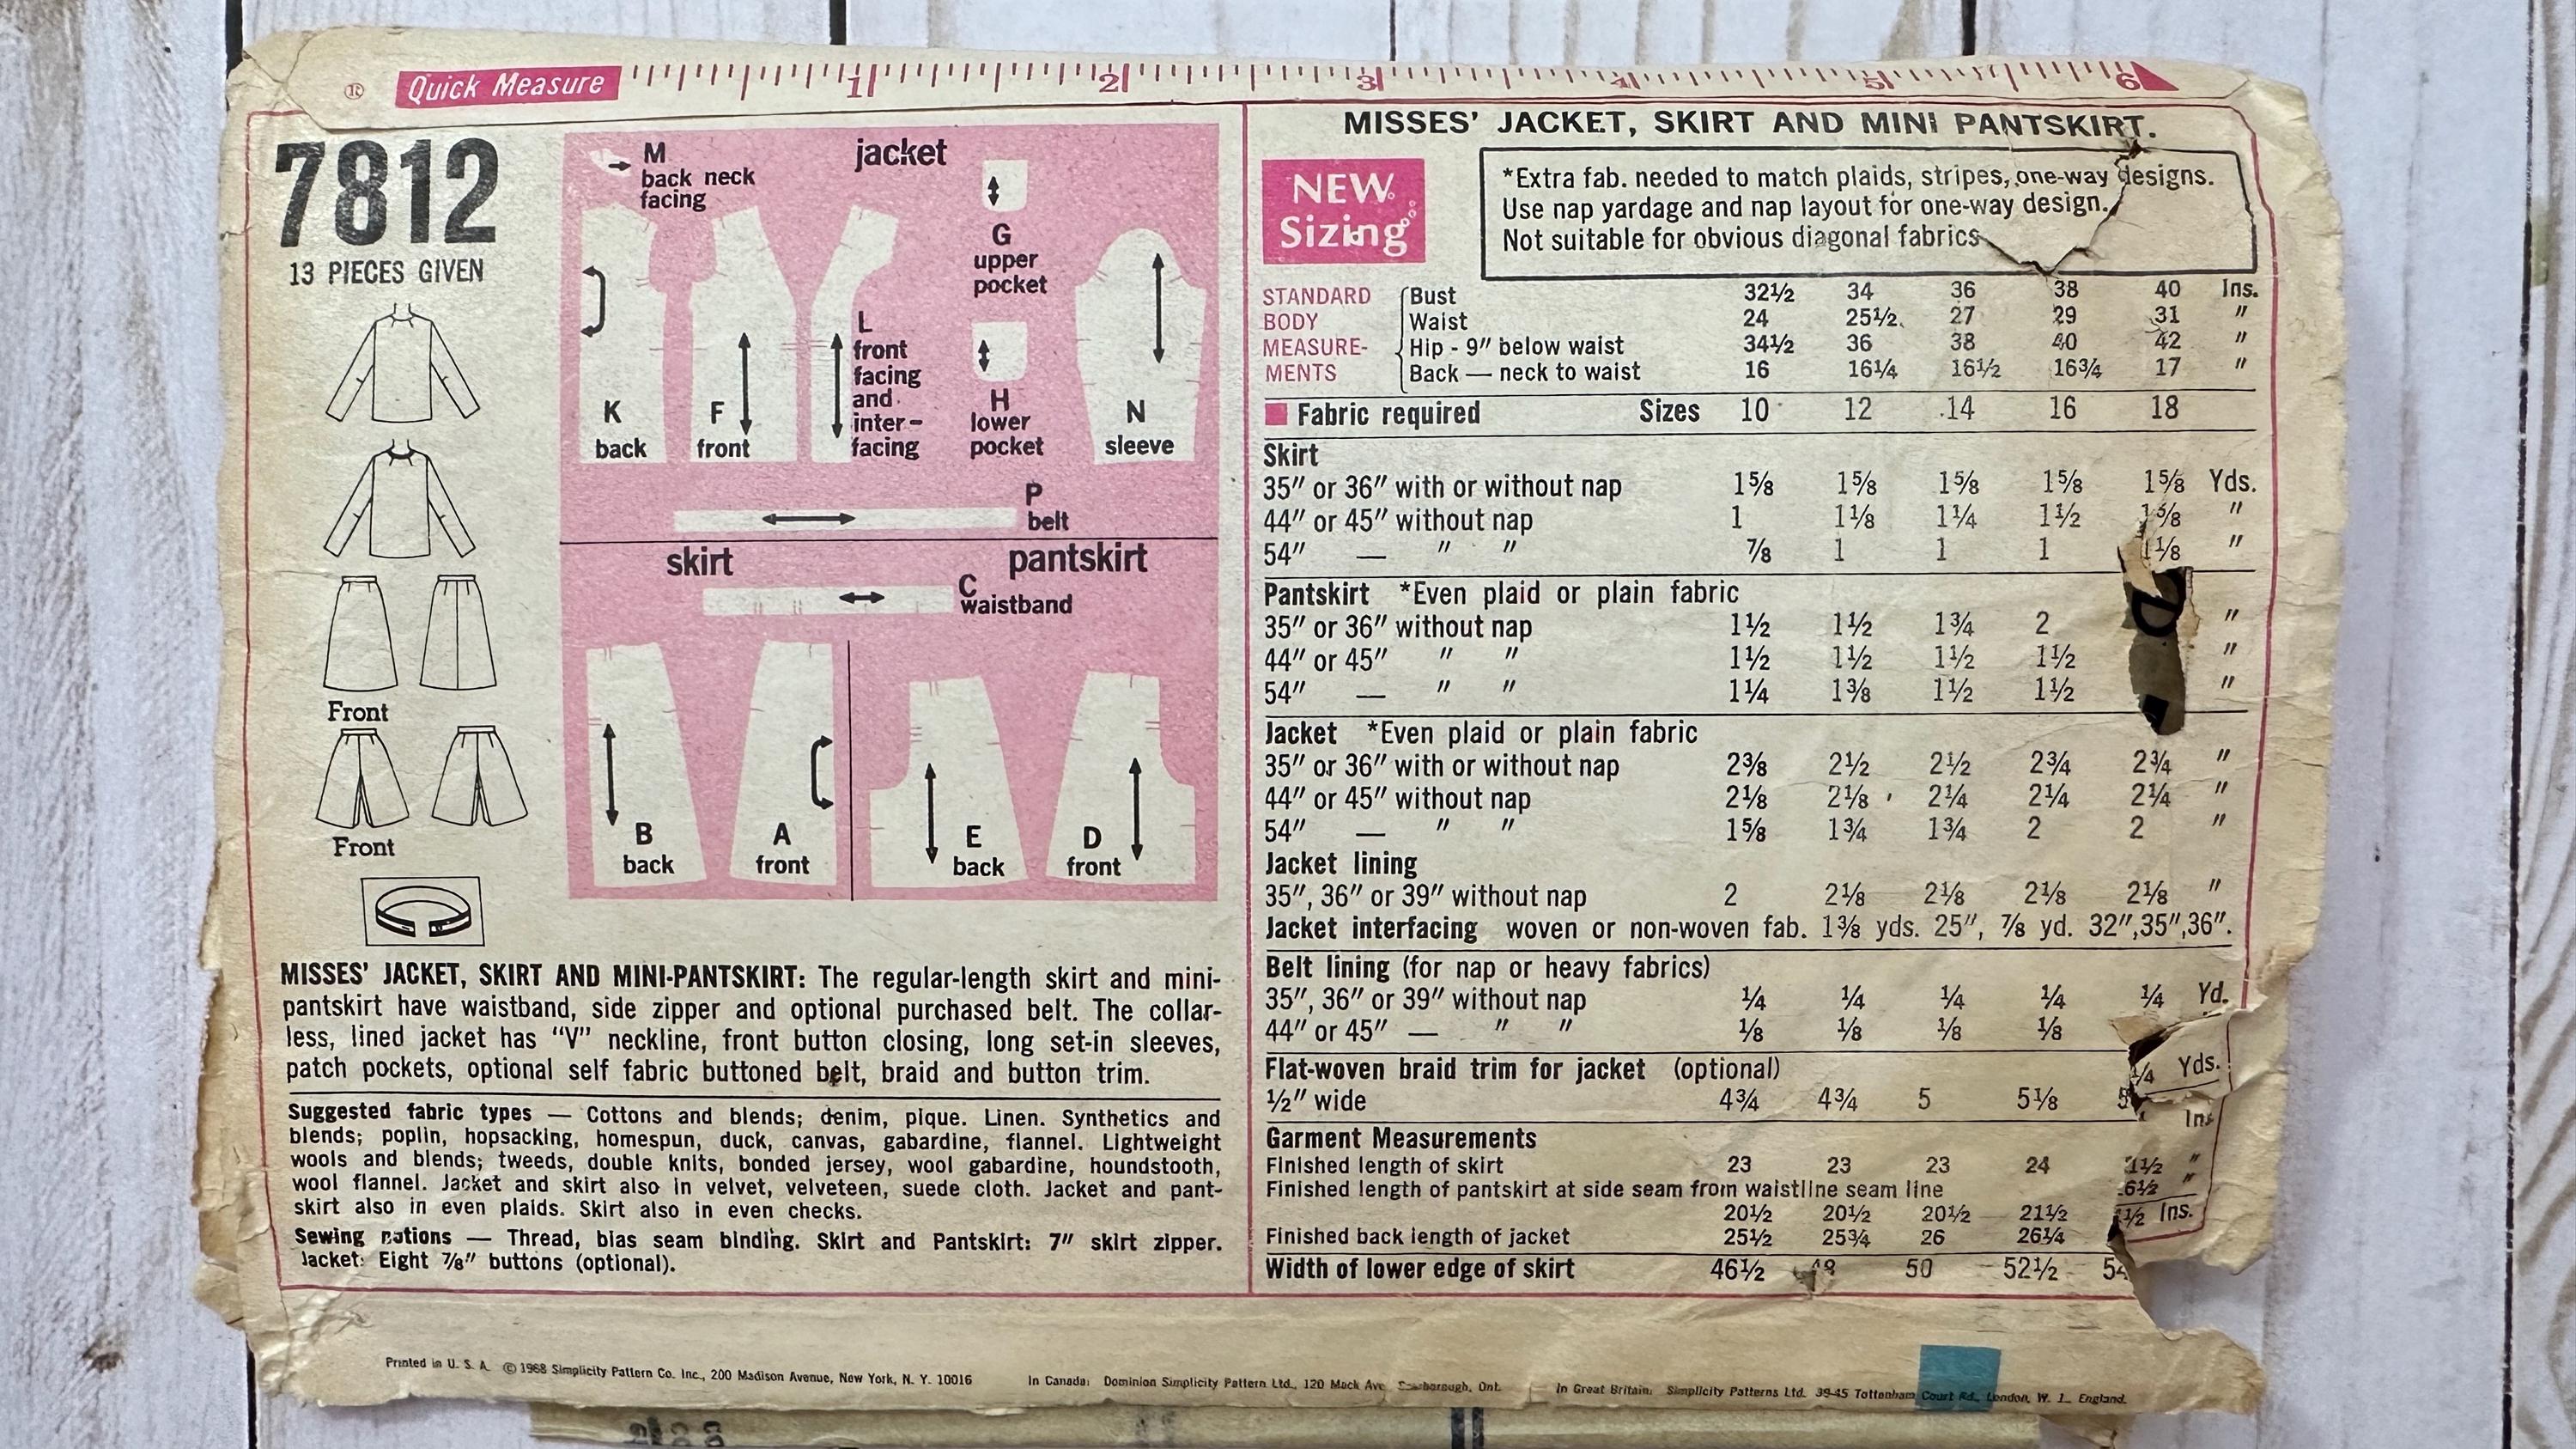 ® Quick Measure 1 2 3 4 5 6
7812
13 PIECES GIVEN
Front
Front
jacket
M
back neck
facing
G
upper
pocket
L
front
facing
and
inter-
facing
H
lower
pocket
K
back
F
front
N
sleeve
P
belt
skirt
pantskirt
C
waistband
B
back
A
front
E
back
D
front
MISSES' JACKET, SKIRT AND MINI-PANTSKIRT: The regular-length skirt and mini-
pantskirt have waistband, side zipper and optional purchased belt. The collar-
less, lined jacket has "V" neckline, front button closing, long set-in sleeves,
patch pockets, optional self fabric buttoned belt, braid and button trim.
Suggested fabric types — Cottons and blends; denim, pique. Linen. Synthetics and
blends; poplin, hopsacking, homespun, duck, canvas, gabardine, flannel. Lightweight
wools and blends; tweeds, double knits, bonded jersey, wool gabardine, houndstooth,
wool flannel. Jacket and skirt also in velvet, velveteen, suede cloth. Jacket and pant-
skirt also in even plaids. Skirt also in even checks.
Sewing notions — Thread, bias seam binding. Skirt and Pantskirt: 7" skirt zipper.
Jacket: Eight ⅞" buttons (optional).
MISSES' JACKET, SKIRT AND MINI PANTSKIRT.
NEW
Sizing
*Extra fab. needed to match plaids, stripes, one-way designs.
Use nap yardage and nap layout for one-way design.
Not suitable for obvious diagonal fabrics
STANDARD Bust 32½ 34 36 38 40 Ins.
BODY Waist 24 25½ 27 29 31 "
MEASURE- Hip - 9" below waist 34½ 36 38 40 42 "
MENTS Back — neck to waist 16 16¼ 16½ 16¾ 17 "
Fabric required Sizes 10 12 14 16 18
Skirt
35" or 36" with or without nap 1⅝ 1⅝ 1⅝ 1⅝ 1⅝ Yds.
44" or 45" without nap 1 1⅛ 1¼ 1½ "
54" — " " ⅞ 1 1 1 1⅛ "
Pantskirt *Even plaid or plain fabric
35" or 36" without nap 1½ 1½ 1¾ 2 "
44" or 45" " " 1½ 1½ 1½ 1½ "
54" — " " 1¼ 1⅜ 1½ 1½ "
Jacket *Even plaid or plain fabric
35" or 36" with or without nap 2⅜ 2½ 2½ 2¾ 2¾ "
44" or 45" without nap 2⅛ 2⅛ 2¼ 2¼ 2¼ "
54" — " " 1⅝ 1¾ 1¾ 2 2 "
Jacket lining
35", 36" or 39" without nap 2 2⅛ 2⅛ 2⅛ 2⅛ "
Jacket interfacing woven or non-woven fab. 1⅜ yds. 25", ⅞ yd. 32",35",36".
Belt lining (for nap or heavy fabrics)
35", 36" or 39" without nap ¼ ¼ ¼ ¼ ¼ Yd.
44" or 45" — " " ⅛ ⅛ ⅛ ⅛
Flat-woven braid trim for jacket (optional) Yds.
½" wide 4¾ 4¾ 5 5⅛
Garment Measurements Ins
Finished length of skirt 23 23 23 24 "
Finished length of pantskirt at side seam from waistline seam line "
20½ 20½ 20½ 21½ Ins.
Finished back length of jacket 25½ 25¾ 26 26¼
Width of lower edge of skirt 46½ 48 50 52½
Printed in U. S. A. © 1968 Simplicity Pattern Co. Inc., 200 Madison Avenue, New York, N. Y. 10016 In Canada: Dominion Simplicity Pattern Ltd., 120 Mack Ave Scarborough, Ont. In Great Britain: Simplicity Patterns Ltd. 39-45 Tottenham Court Rd., London, W. 1., England.